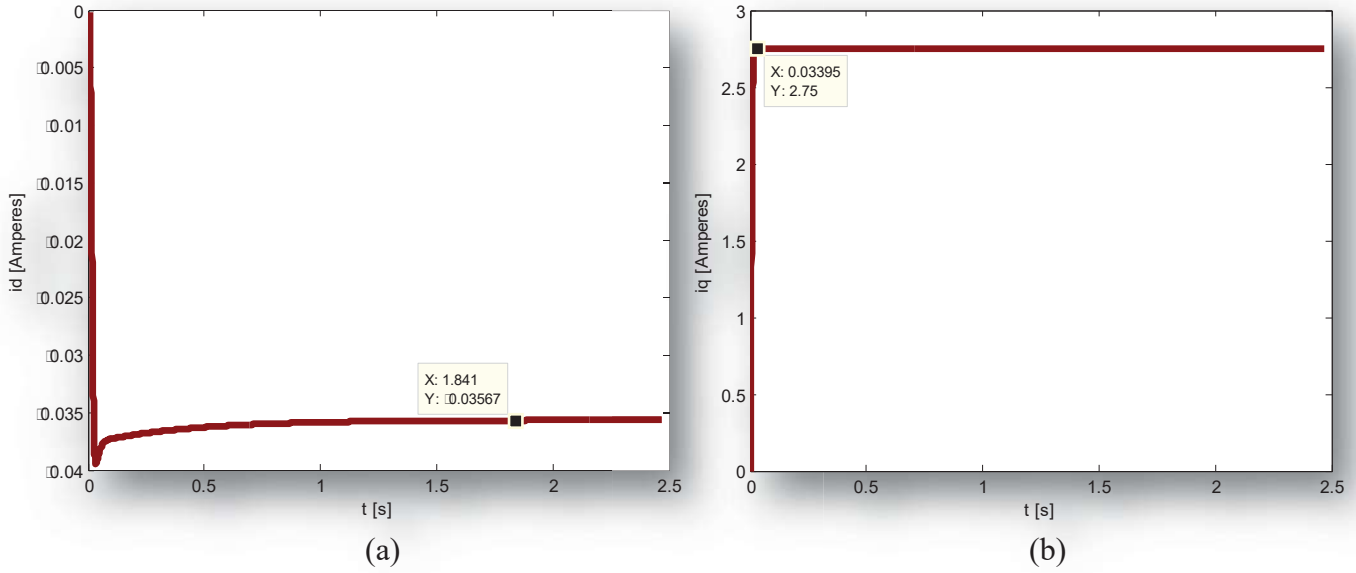 0
▯0.005
▯0.01
▯0.015
▯0.02
▯0.025
▯0.03
▯0.035
▯0.04
id [Amperes]
X: 1.841
Y: ▯0.03567
0 0.5 1 1.5 2 2.5
t [s]
(a)
3
2.5
2
1.5
1
0.5
0
iq [Amperes]
X: 0.03395
Y: 2.75
0 0.5 1 1.5 2 2.5
t [s]
(b)